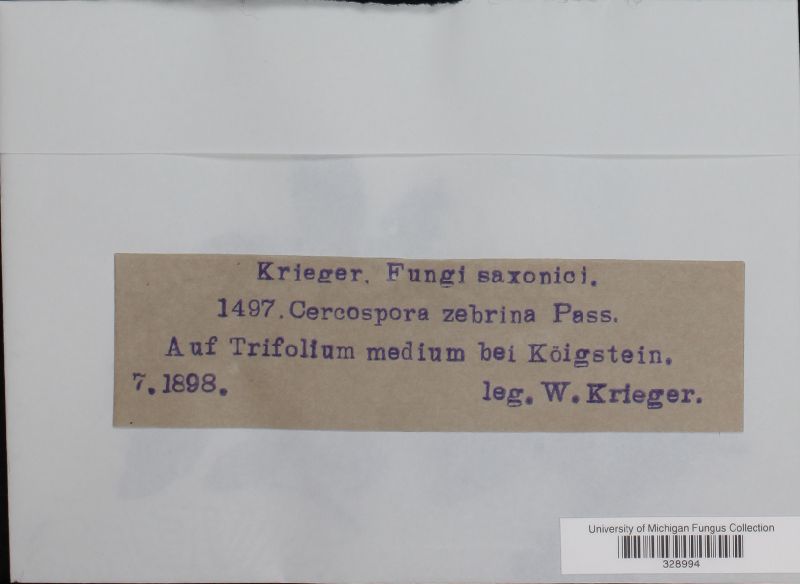 Krieger. Fungi saxonici.
1497. Cercospora zebrina Pass.
Auf Trifolium medium bei Köigstein.
7. 1898. leg. W. Krieger.
University of Michigan Fungus Collection
328994